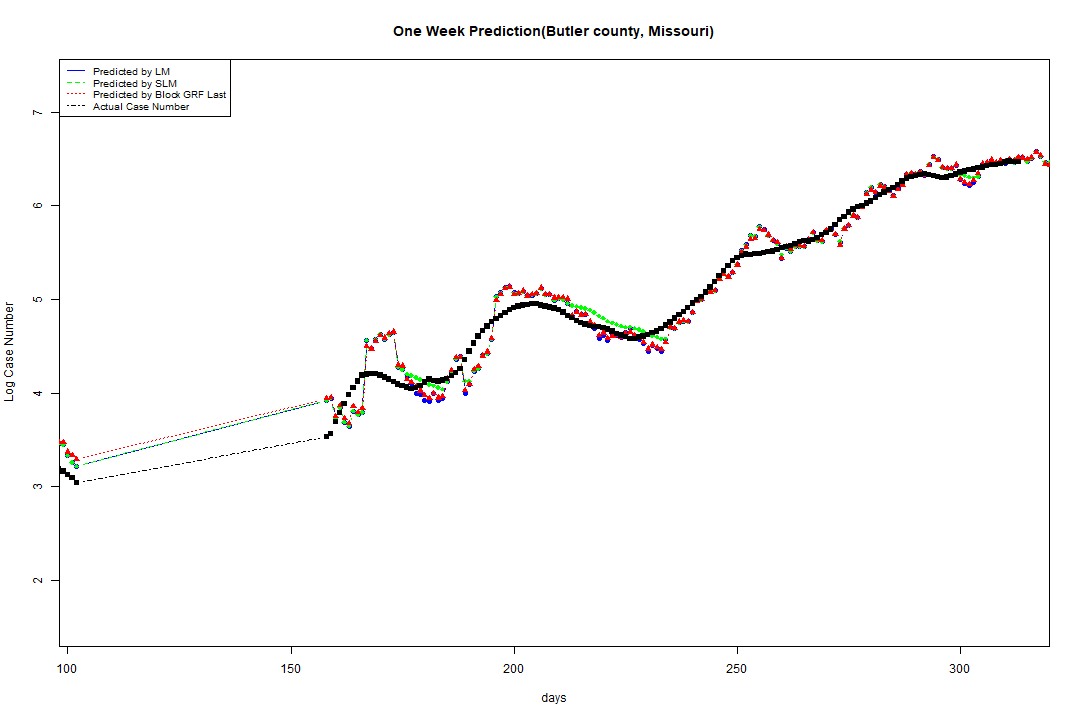 One Week Prediction(Butler county, Missouri)
Predicted by LM
Predicted by SLM
Predicted by Block GRF Last
Actual Case Number
7
6
5
4
3
2
Log Case Number
100 150 200 250 300
days